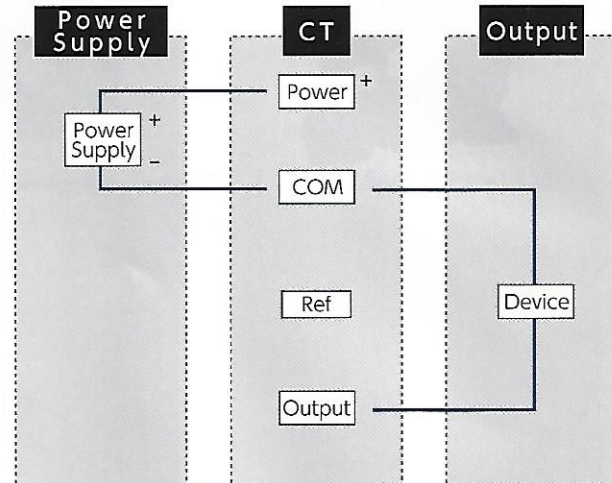 Power
Supply
CT
Output
Power +
Power
Supply
+
−
COM
Ref
Device
Output